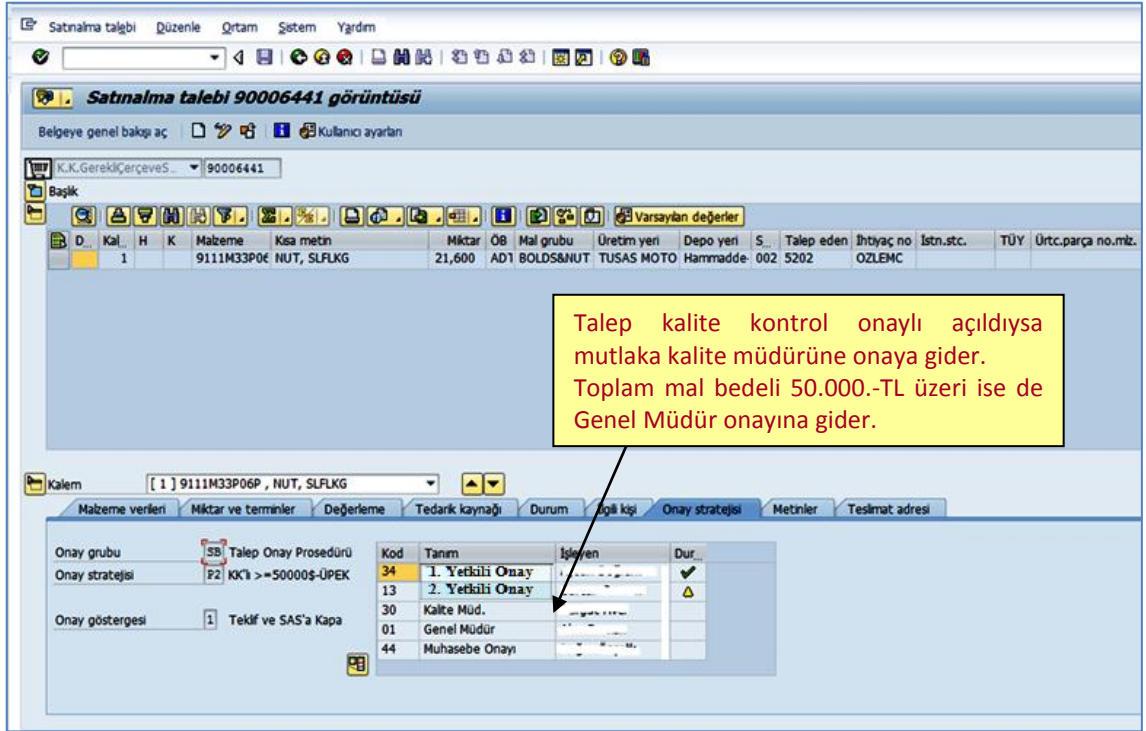 Satınalma talebi Düzenle Ortam Sistem Yardım
Satınalma talebi 90006441 görüntüsü
Belgeye genel bakışı aç Kullanıcı ayarları
K.K.GerekliÇerçeveS... 90006441
Başlık
Varsayılan değerler
D... Kal... H K Malzeme Kısa metin Miktar ÖB Mal grubu Üretim yeri Depo yeri S... Talep eden İhtiyaç no Istn.stc. TÜY Ürtc.parça no.mlz.
1 9111M33P06 NUT, SLFLKG 21,600 AD1 BOLDS&NUT TUSAS MOTO Hammadde- 002 5202 OZLEMC
Talep kalite kontrol onaylı açıldıysa
mutlaka kalite müdürüne onaya gider.
Toplam mal bedeli 50.000.-TL üzeri ise de
Genel Müdür onayına gider.
Kalem [ 1 ] 9111M33P06P , NUT, SLFLKG
Malzeme verileri Miktar ve terminler Değerleme Tedarik kaynağı Durum İlgili kişi Onay stratejisi Metinler Teslimat adresi
Onay grubu SB Talep Onay Prosedürü
Onay stratejisi P2 KK'lı >=50000$-ÜPEK
Onay göstergesi 1 Teklif ve SAS'a Kapa
Kod Tanım İşleyen Dur...
34 1. Yetkili Onay
13 2. Yetkili Onay
30 Kalite Müd.
01 Genel Müdür
44 Muhasebe Onayı